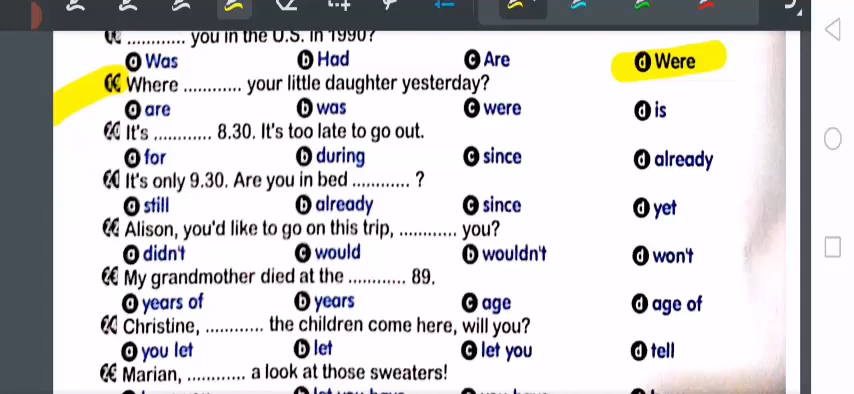 ............ you in the U.S. in 1990?
a Was b Had c Are d Were
Where ............ your little daughter yesterday?
a are b was c were d is
It's ............ 8.30. It's too late to go out.
a for b during c since d already
It's only 9.30. Are you in bed ............ ?
a still b already c since d yet
Alison, you'd like to go on this trip, ............ you?
a didn't c would b wouldn't d won't
My grandmother died at the ............ 89.
a years of b years c age d age of
Christine, ............ the children come here, will you?
a you let b let c let you d tell
Marian, ............ a look at those sweaters!